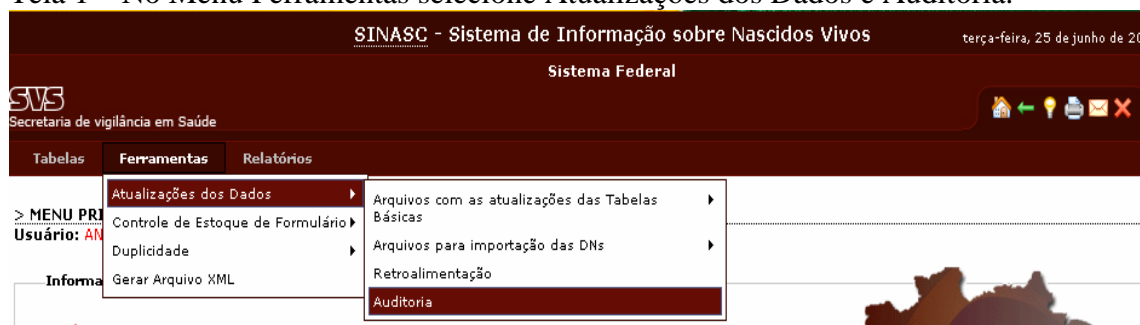 Tela 1 – No Menu Ferramentas selecione Atualizações dos Dados e Auditoria.
SINASC - Sistema de Informação sobre Nascidos Vivos
terça-feira, 25 de junho de 20
Sistema Federal
SVS
Secretaria de vigilância em Saúde
Tabelas Ferramentas Relatórios
Atualizações dos Dados
Controle de Estoque de Formulário
Duplicidade
Gerar Arquivo XML
Arquivos com as atualizações das Tabelas
Básicas
Arquivos para importação das DNs
Retroalimentação
Auditoria
> MENU PRI
Usuário: AN
Informa